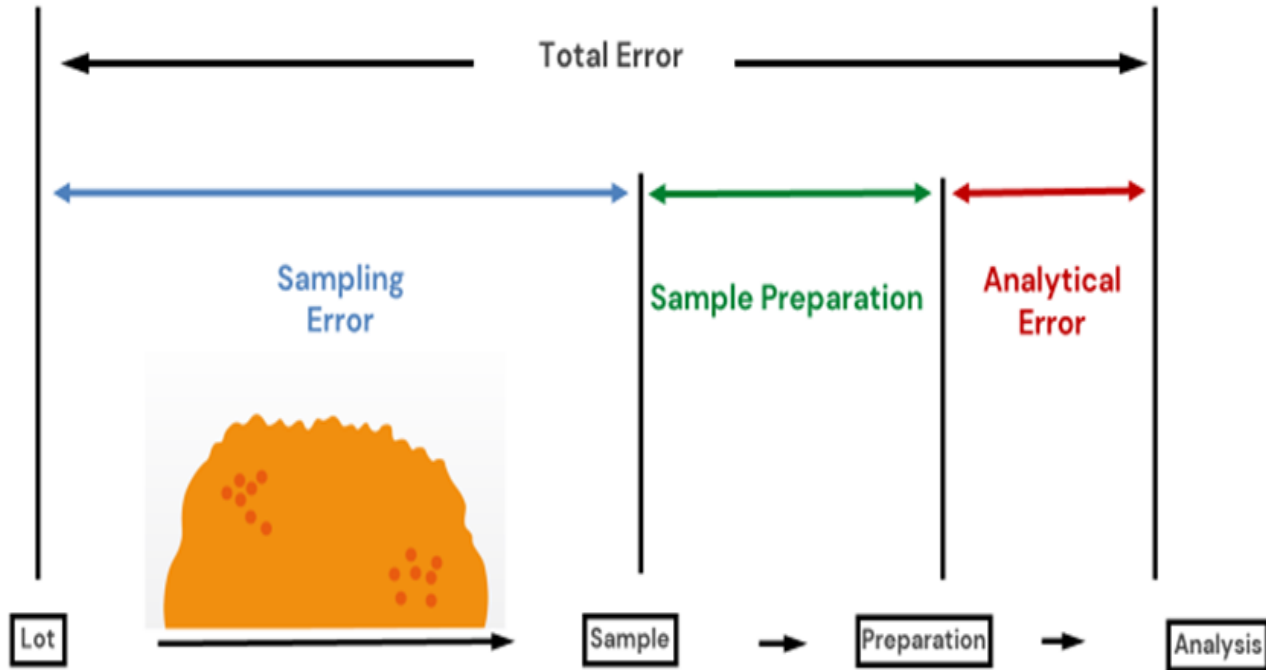 Total Error
Sampling
Error
Sample Preparation
Analytical
Error
Lot
Sample
Preparation
Analysis